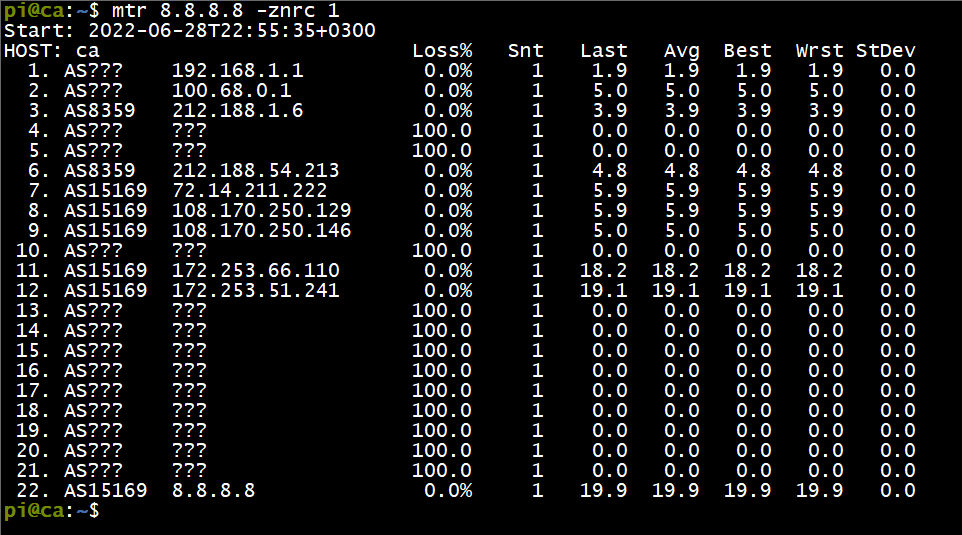 pi@ca:~$ mtr 8.8.8.8 -znrc 1
Start: 2022-06-28T22:55:35+0300
HOST: ca                          Loss%   Snt   Last   Avg  Best  Wrst StDev
  1. AS???    192.168.1.1          0.0%     1    1.9   1.9   1.9   1.9   0.0
  2. AS???    100.68.0.1           0.0%     1    5.0   5.0   5.0   5.0   0.0
  3. AS8359   212.188.1.6          0.0%     1    3.9   3.9   3.9   3.9   0.0
  4. AS???    ???                 100.0     1    0.0   0.0   0.0   0.0   0.0
  5. AS???    ???                 100.0     1    0.0   0.0   0.0   0.0   0.0
  6. AS8359   212.188.54.213       0.0%     1    4.8   4.8   4.8   4.8   0.0
  7. AS15169  72.14.211.222        0.0%     1    5.9   5.9   5.9   5.9   0.0
  8. AS15169  108.170.250.129      0.0%     1    5.9   5.9   5.9   5.9   0.0
  9. AS15169  108.170.250.146      0.0%     1    5.0   5.0   5.0   5.0   0.0
 10. AS???    ???                 100.0     1    0.0   0.0   0.0   0.0   0.0
 11. AS15169  172.253.66.110       0.0%     1   18.2  18.2  18.2  18.2   0.0
 12. AS15169  172.253.51.241       0.0%     1   19.1  19.1  19.1  19.1   0.0
 13. AS???    ???                 100.0     1    0.0   0.0   0.0   0.0   0.0
 14. AS???    ???                 100.0     1    0.0   0.0   0.0   0.0   0.0
 15. AS???    ???                 100.0     1    0.0   0.0   0.0   0.0   0.0
 16. AS???    ???                 100.0     1    0.0   0.0   0.0   0.0   0.0
 17. AS???    ???                 100.0     1    0.0   0.0   0.0   0.0   0.0
 18. AS???    ???                 100.0     1    0.0   0.0   0.0   0.0   0.0
 19. AS???    ???                 100.0     1    0.0   0.0   0.0   0.0   0.0
 20. AS???    ???                 100.0     1    0.0   0.0   0.0   0.0   0.0
 21. AS???    ???                 100.0     1    0.0   0.0   0.0   0.0   0.0
 22. AS15169  8.8.8.8              0.0%     1   19.9  19.9  19.9  19.9   0.0
pi@ca:~$